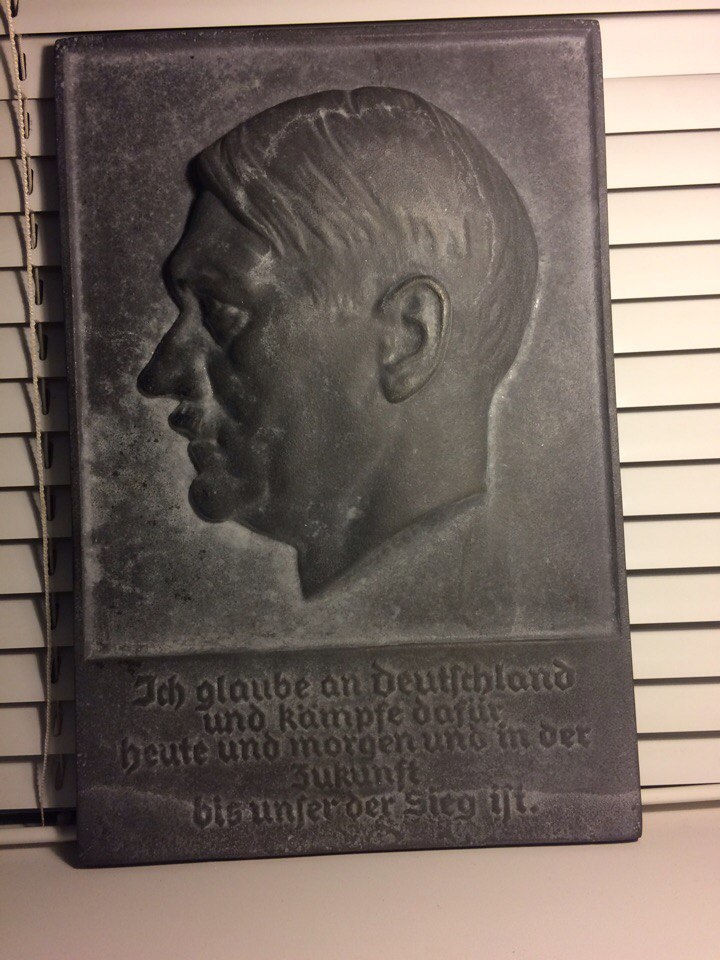 Ich glaube an Deutschland
und kämpfe dafür
heute und morgen und in der
Zukunft
bis unser der Sieg ist.